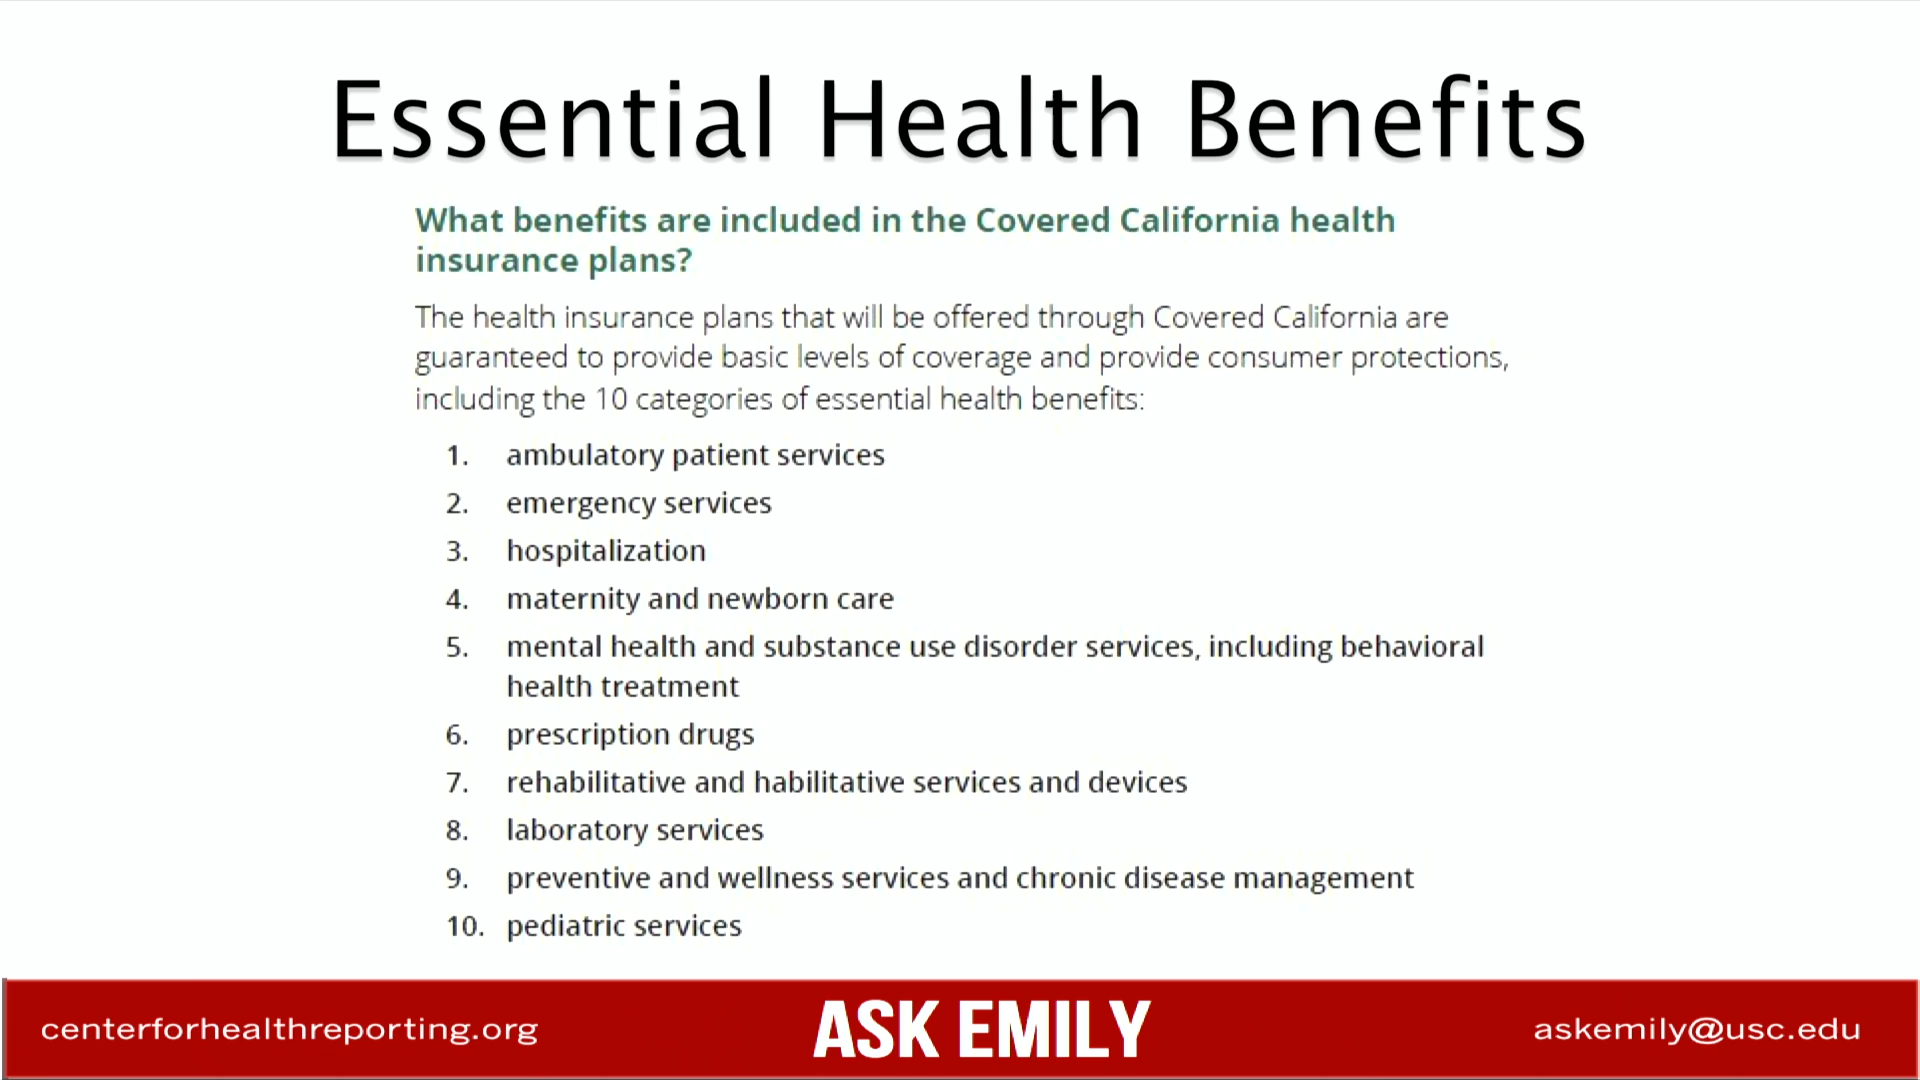 Essential Health Benefits
What benefits are included in the Covered California health
insurance plans?
The health insurance plans that will be offered through Covered California are
guaranteed to provide basic levels of coverage and provide consumer protections,
including the 10 categories of essential health benefits:
1. ambulatory patient services
2. emergency services
3. hospitalization
4. maternity and newborn care
5. mental health and substance use disorder services, including behavioral
health treatment
6. prescription drugs
7. rehabilitative and habilitative services and devices
8. laboratory services
9. preventive and wellness services and chronic disease management
10. pediatric services
centerforhealthreporting.org
ASK EMILY
askemily@usc.edu